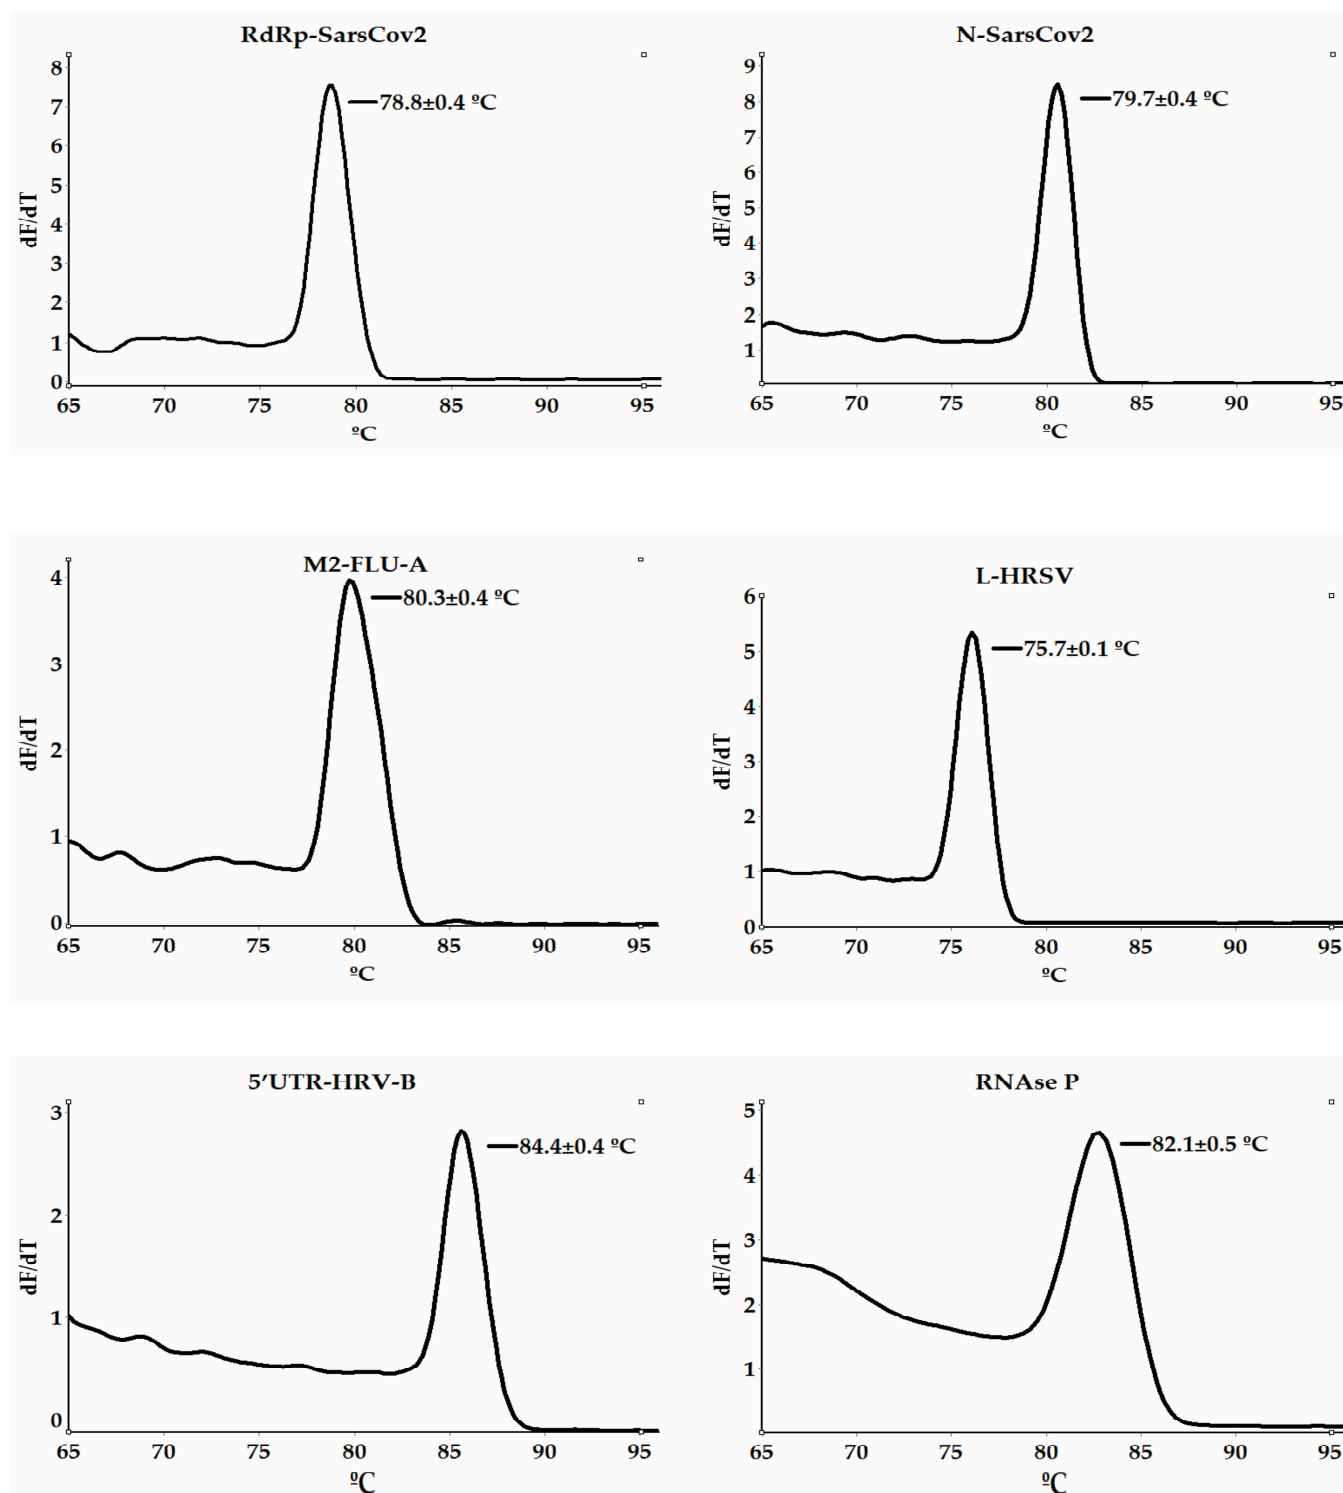 RdRp-SarsCov2
8
7
6
5
4
3
2
1
0
dF/dT
78.8±0.4 ºC
65 70 75 80 85 90 95
ºC
N-SarsCov2
9
8
7
6
5
4
3
2
1
dF/dT
79.7±0.4 ºC
65 70 75 80 85 90 95
ºC
M2-FLU-A
4
3
2
1
0
dF/dT
80.3±0.4 ºC
65 70 75 80 85 90 95
ºC
L-HRSV
6
5
4
3
2
1
0
dF/dT
75.7±0.1 ºC
65 70 75 80 85 90 95
ºC
5′UTR-HRV-B
3
2
1
0
dF/dT
84.4±0.4 ºC
65 70 75 80 85 90 95
ºC
RNAse P
5
4
3
2
1
dF/dT
82.1±0.5 ºC
65 70 75 80 85 90 95
ºC